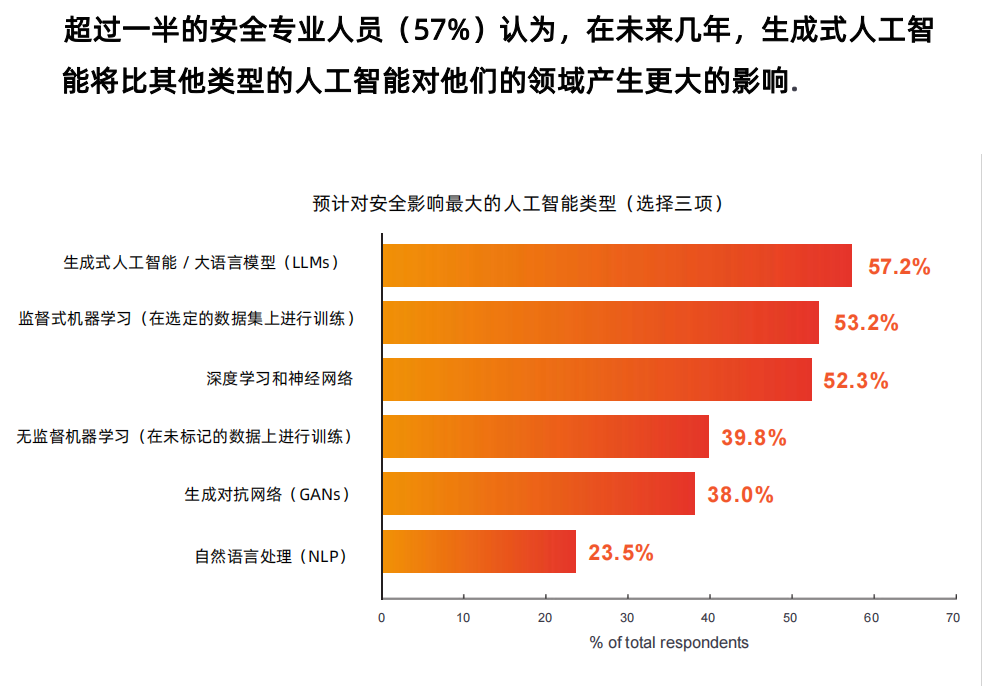 超过一半的安全专业人员（57%）认为，在未来几年，生成式人工智
能将比其他类型的人工智能对他们的领域产生更大的影响.
预计对安全影响最大的人工智能类型（选择三项）
生成式人工智能 / 大语言模型（LLMs） 57.2%
监督式机器学习（在选定的数据集上进行训练） 53.2%
深度学习和神经网络 52.3%
无监督机器学习（在未标记的数据上进行训练） 39.8%
生成对抗网络（GANs） 38.0%
自然语言处理（NLP） 23.5%
0 10 20 30 40 50 60 70
% of total respondents